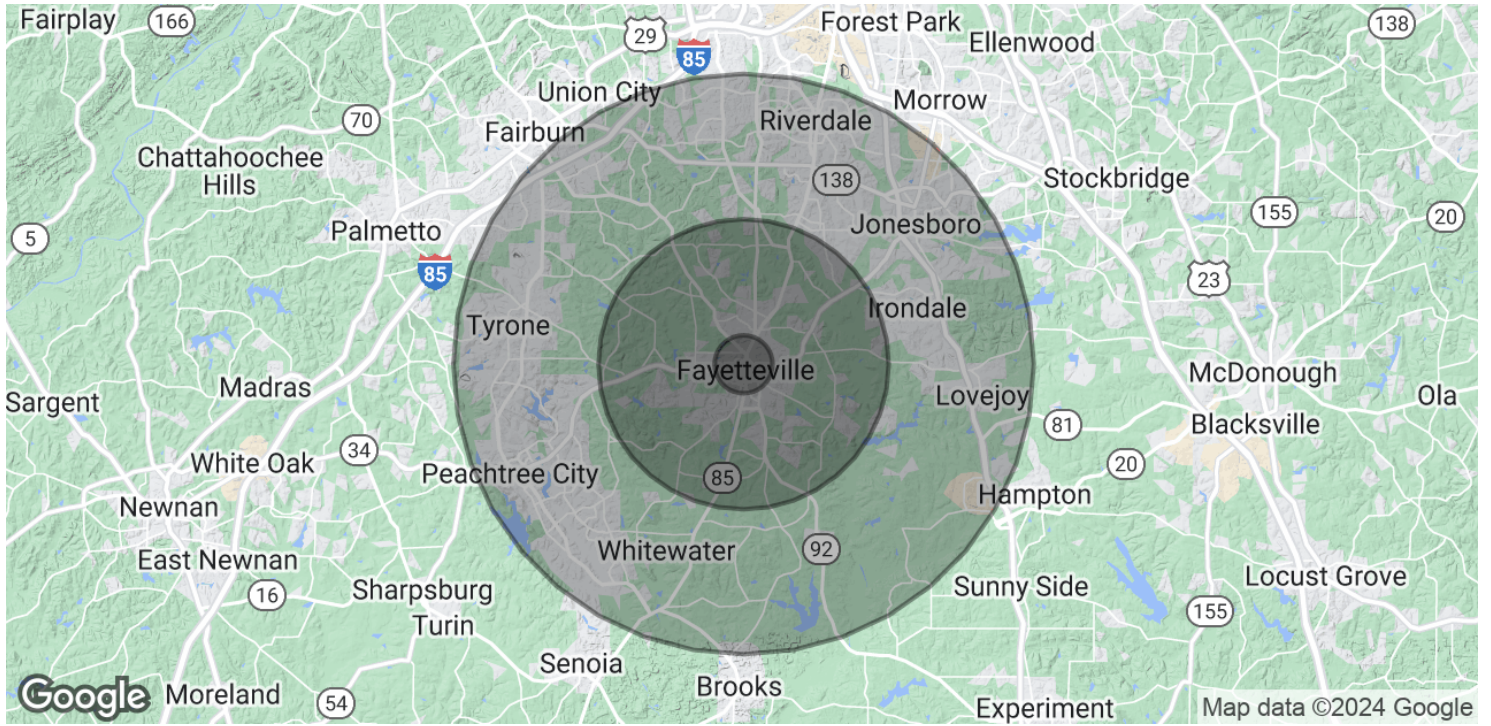 Fairplay
166
29
Forest Park
138
Ellenwood
85
Union City
Morrow
70
Fairburn
Riverdale
Chattahoochee
Hills
138
Stockbridge
155
20
5
Palmetto
Jonesboro
85
23
Irondale
Tyrone
Fayetteville
McDonough
Madras
Lovejoy
Ola
Sargent
81
Blacksville
34
White Oak
20
Peachtree City
85
Hampton
Newnan
Whitewater
92
East Newnan
Sunny Side
Locust Grove
16
Sharpsburg
155
Turin
Senoia
Brooks
Google
Moreland
54
Experiment
Map data ©2024 Google